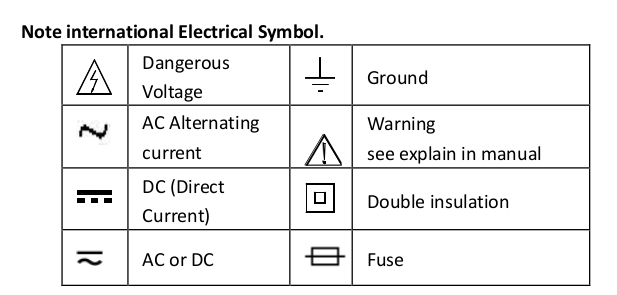 Note international Electrical Symbol.
Dangerous
Voltage
Ground
AC Alternating
current
Warning
see explain in manual
DC (Direct
Current)
Double insulation
AC or DC
Fuse